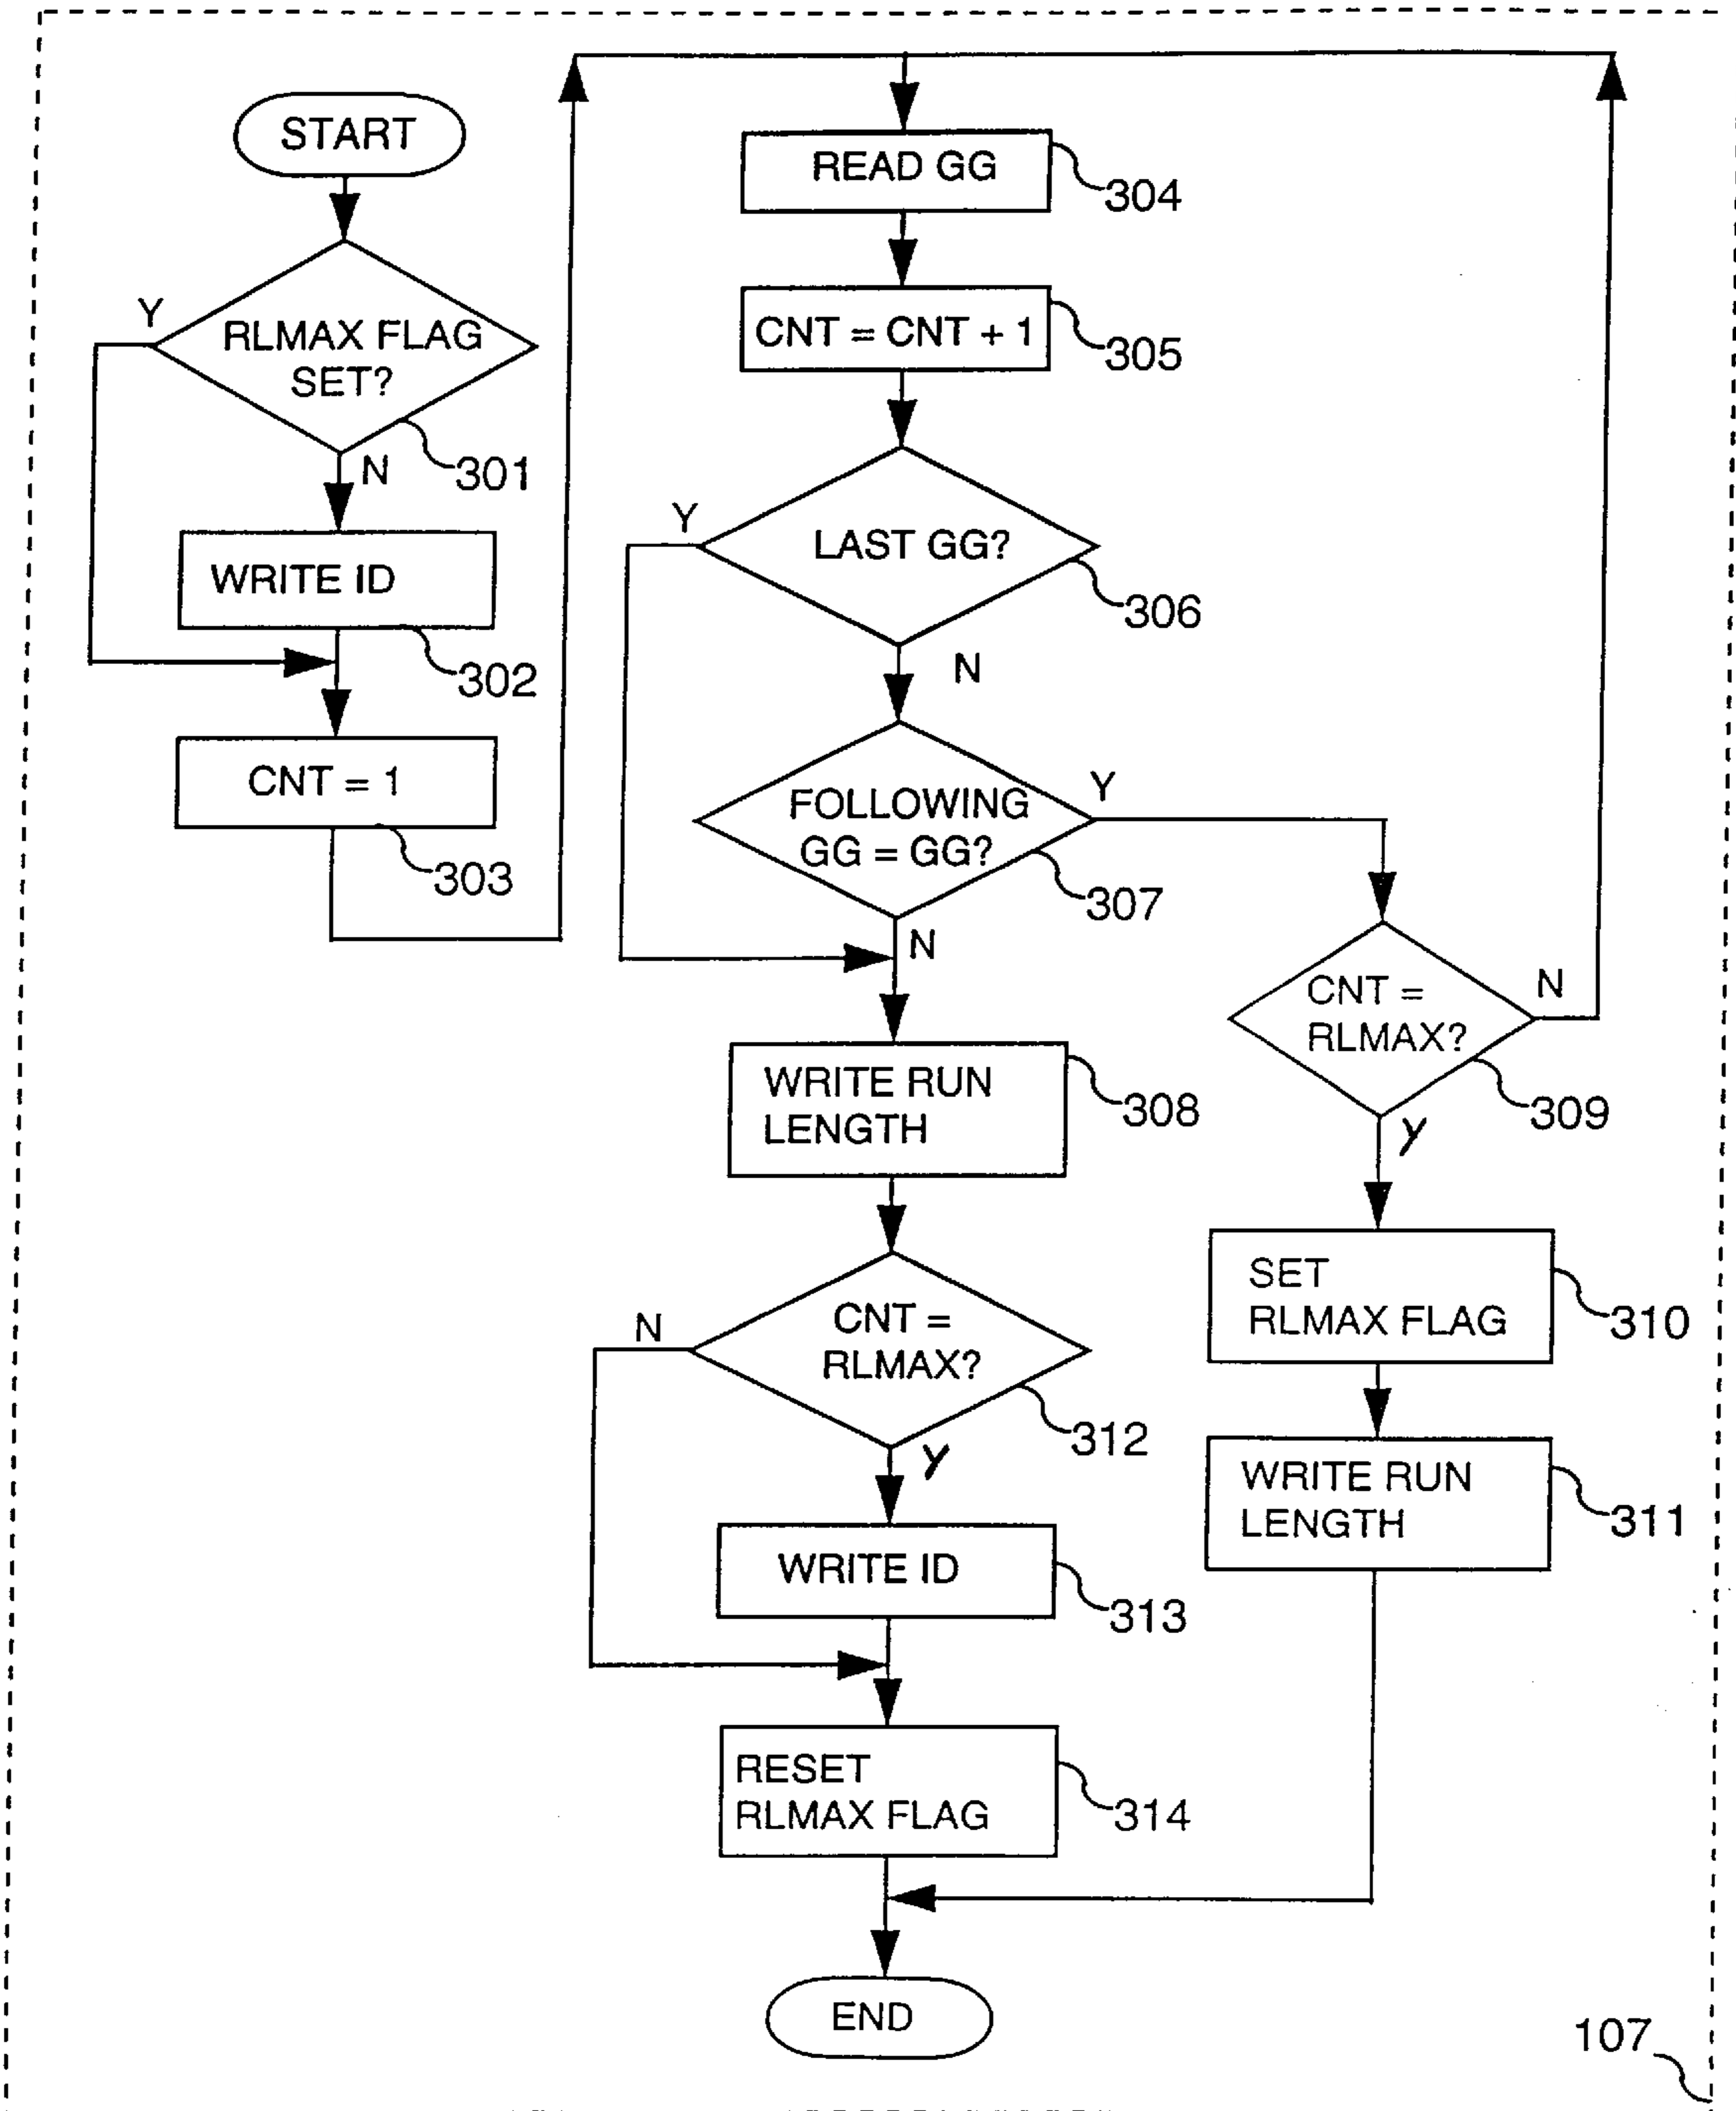 START
Y
RLMAX FLAG
SET?
301
N
WRITE ID
302
CNT = 1
303
READ GG
304
CNT = CNT + 1
305
Y
LAST GG?
306
N
FOLLOWING
GG = GG?
Y
307
N
CNT =
RLMAX?
N
309
Y
WRITE RUN
LENGTH
308
SET
RLMAX FLAG
310
N
CNT =
RLMAX?
312
Y
WRITE RUN
LENGTH
311
WRITE ID
313
RESET
RLMAX FLAG
314
END
107